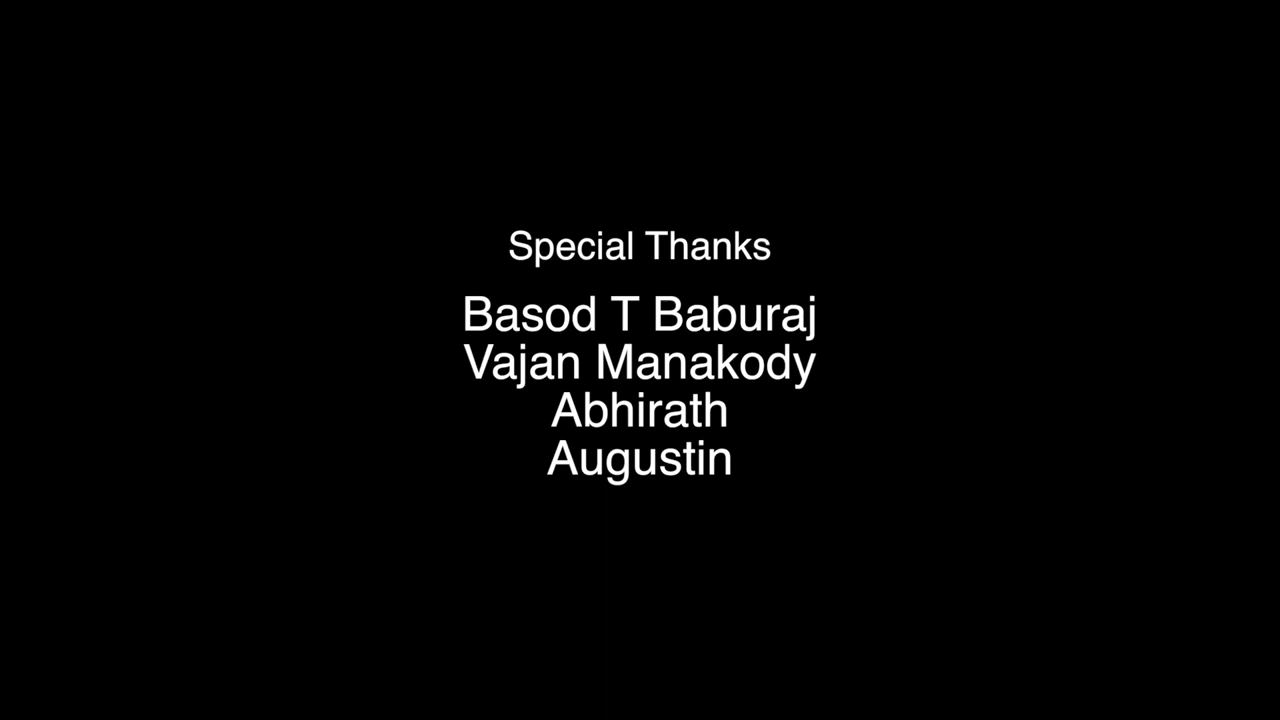 Special Thanks
Basod T Baburaj
Vajan Manakody
Abhirath
Augustin